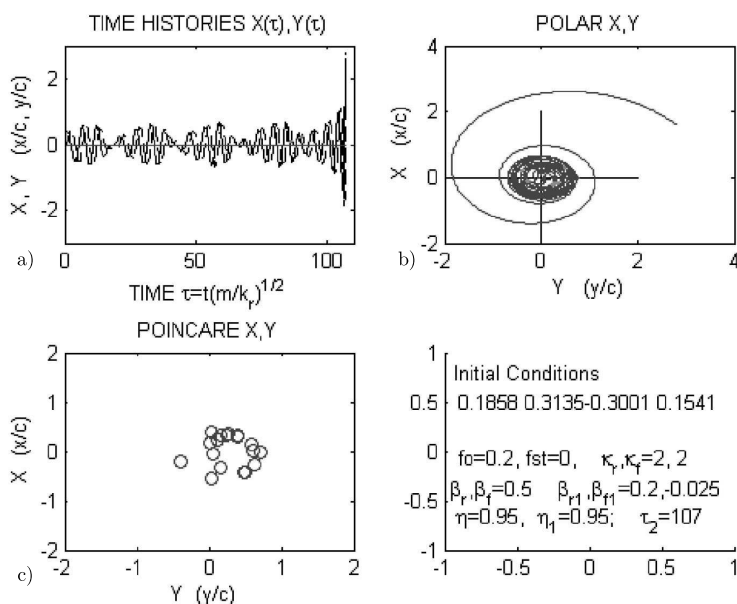 TIME HISTORIES X(τ),Y(τ)
X, Y (x/c, y/c)
2
0
-2
a)
0
50
100
TIME τ=t(m/k_r)^1/2
POLAR X,Y
X (x/c)
4
2
0
-2
b)
-2
0
2
4
Y (y/c)
POINCARE X,Y
X (x/c)
2
1
0
-1
-2
c)
-2
-1
0
1
2
Y (y/c)
1
0.5
0
-0.5
-1
Initial Conditions
0.1858 0.3135-0.3001 0.1541
fo=0.2, fst=0, κ_r,κ_f=2, 2
β_r,β_f=0.5 β_r1,β_f1=0.2,-0.025
η=0.95, η_1=0.95; τ_2=107
-1
-0.5
0
0.5
1